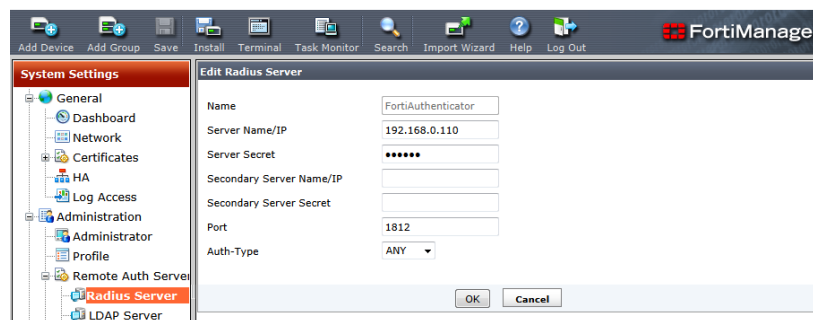 Add Device Add Group Save Install Terminal Task Monitor Search Import Wizard Help Log Out FortiManage
System Settings
General
Dashboard
Network
Certificates
HA
Log Access
Administration
Administrator
Profile
Remote Auth Server
Radius Server
LDAP Server
Edit Radius Server
Name FortiAuthenticator
Server Name/IP 192.168.0.110
Server Secret ••••••
Secondary Server Name/IP
Secondary Server Secret
Port 1812
Auth-Type ANY
OK Cancel